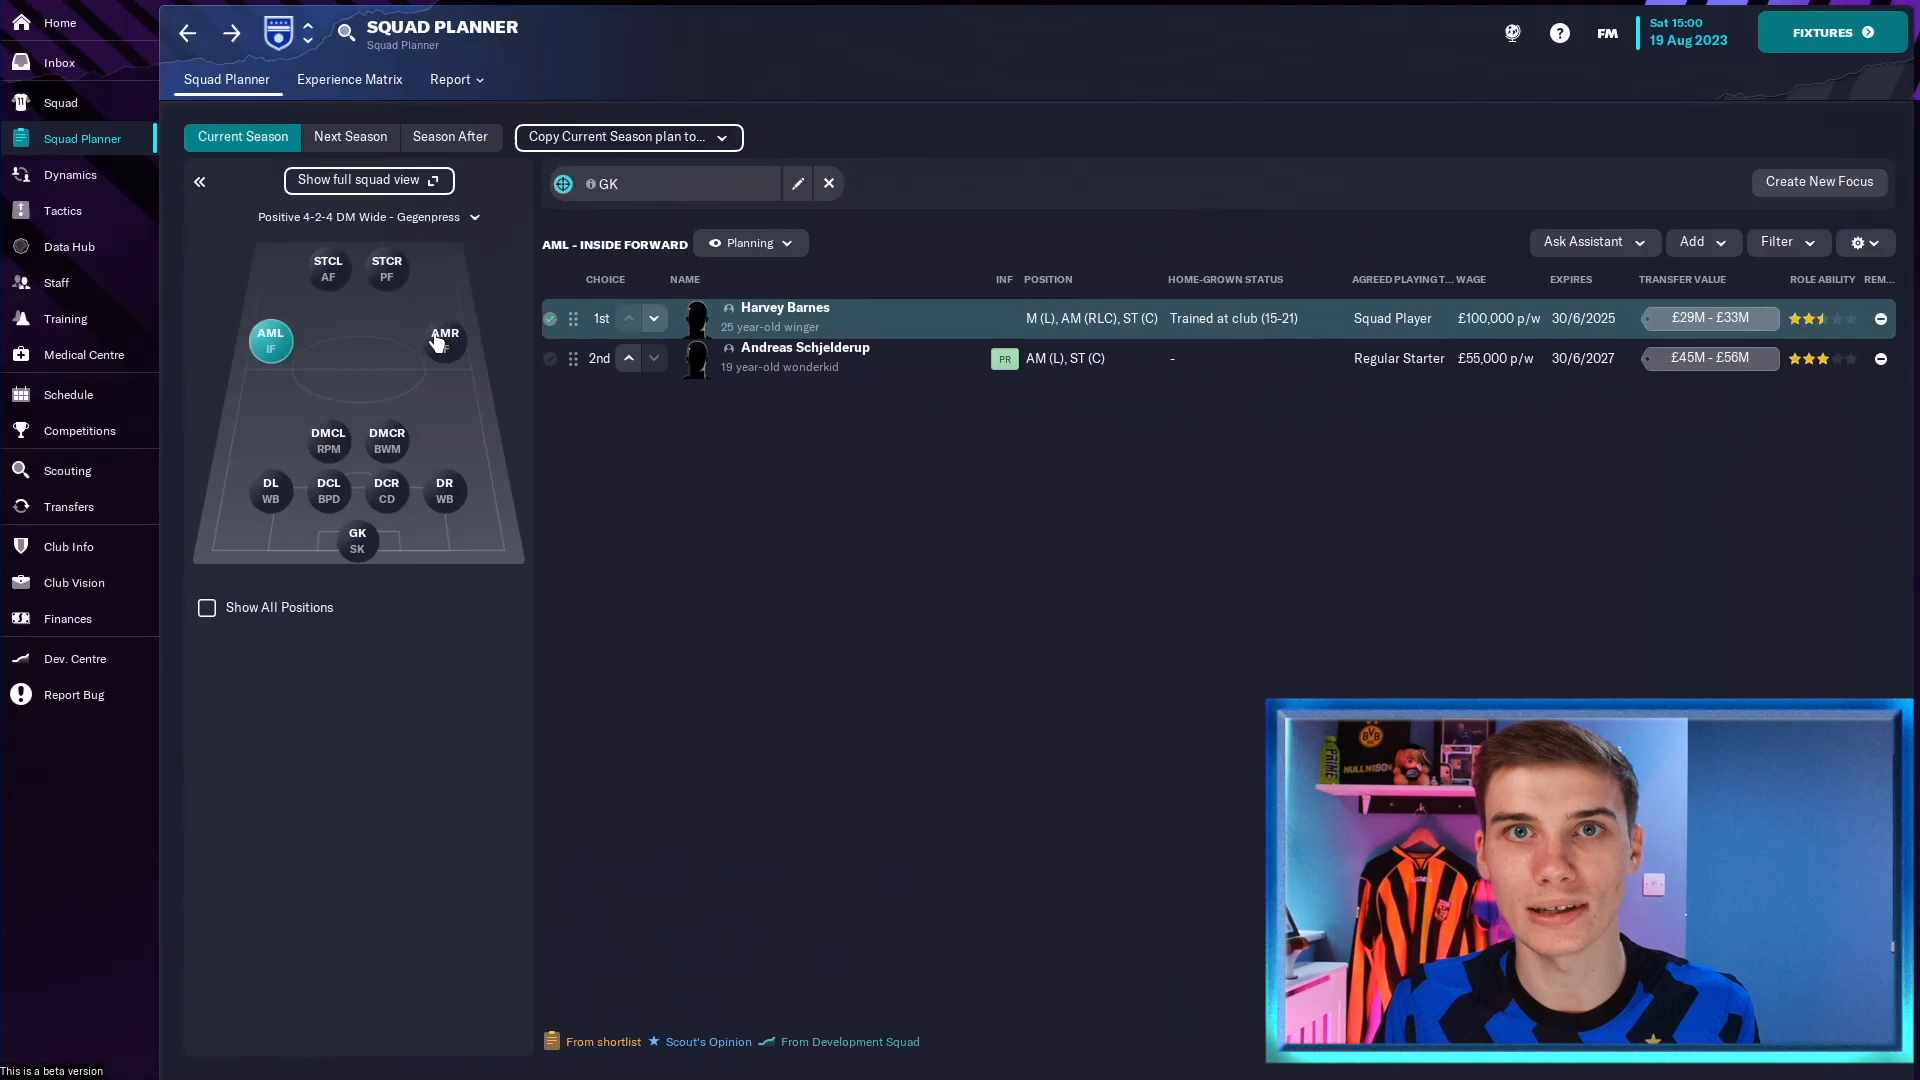 Home
Inbox
Squad
Squad Planner
Dynamics
Tactics
Data Hub
Staff
Training
Medical Centre
Schedule
Competitions
Scouting
Transfers
Club Info
Club Vision
Finances
Dev. Centre
Report Bug
This is a beta version
SQUAD PLANNER
Squad Planner
FM
Sat 15:00
19 Aug 2023
FIXTURES
Squad Planner Experience Matrix Report
Current Season Next Season Season After Copy Current Season plan to...
Show full squad view
Positive 4-2-4 DM Wide - Gegenpress
STCL STCR
AF PF
AML AMR
IF
DMCL DMCR
RPM BWM
DL DCL DCR DR
WB BPD CD WB
GK
SK
Show All Positions
GK
Create New Focus
AML - INSIDE FORWARD Planning Ask Assistant Add Filter
CHOICE NAME INF POSITION HOME-GROWN STATUS AGREED PLAYING T... WAGE EXPIRES TRANSFER VALUE ROLE ABILITY REM...
1st Harvey Barnes M (L), AM (RLC), ST (C) Trained at club (15-21) Squad Player £100,000 p/w 30/6/2025 £29M - £33M
25 year-old winger
2nd Andreas Schjelderup PR AM (L), ST (C) - Regular Starter £55,000 p/w 30/6/2027 £45M - £56M
19 year-old wonderkid
From shortlist Scout's Opinion From Development Squad
BVB
PRIME